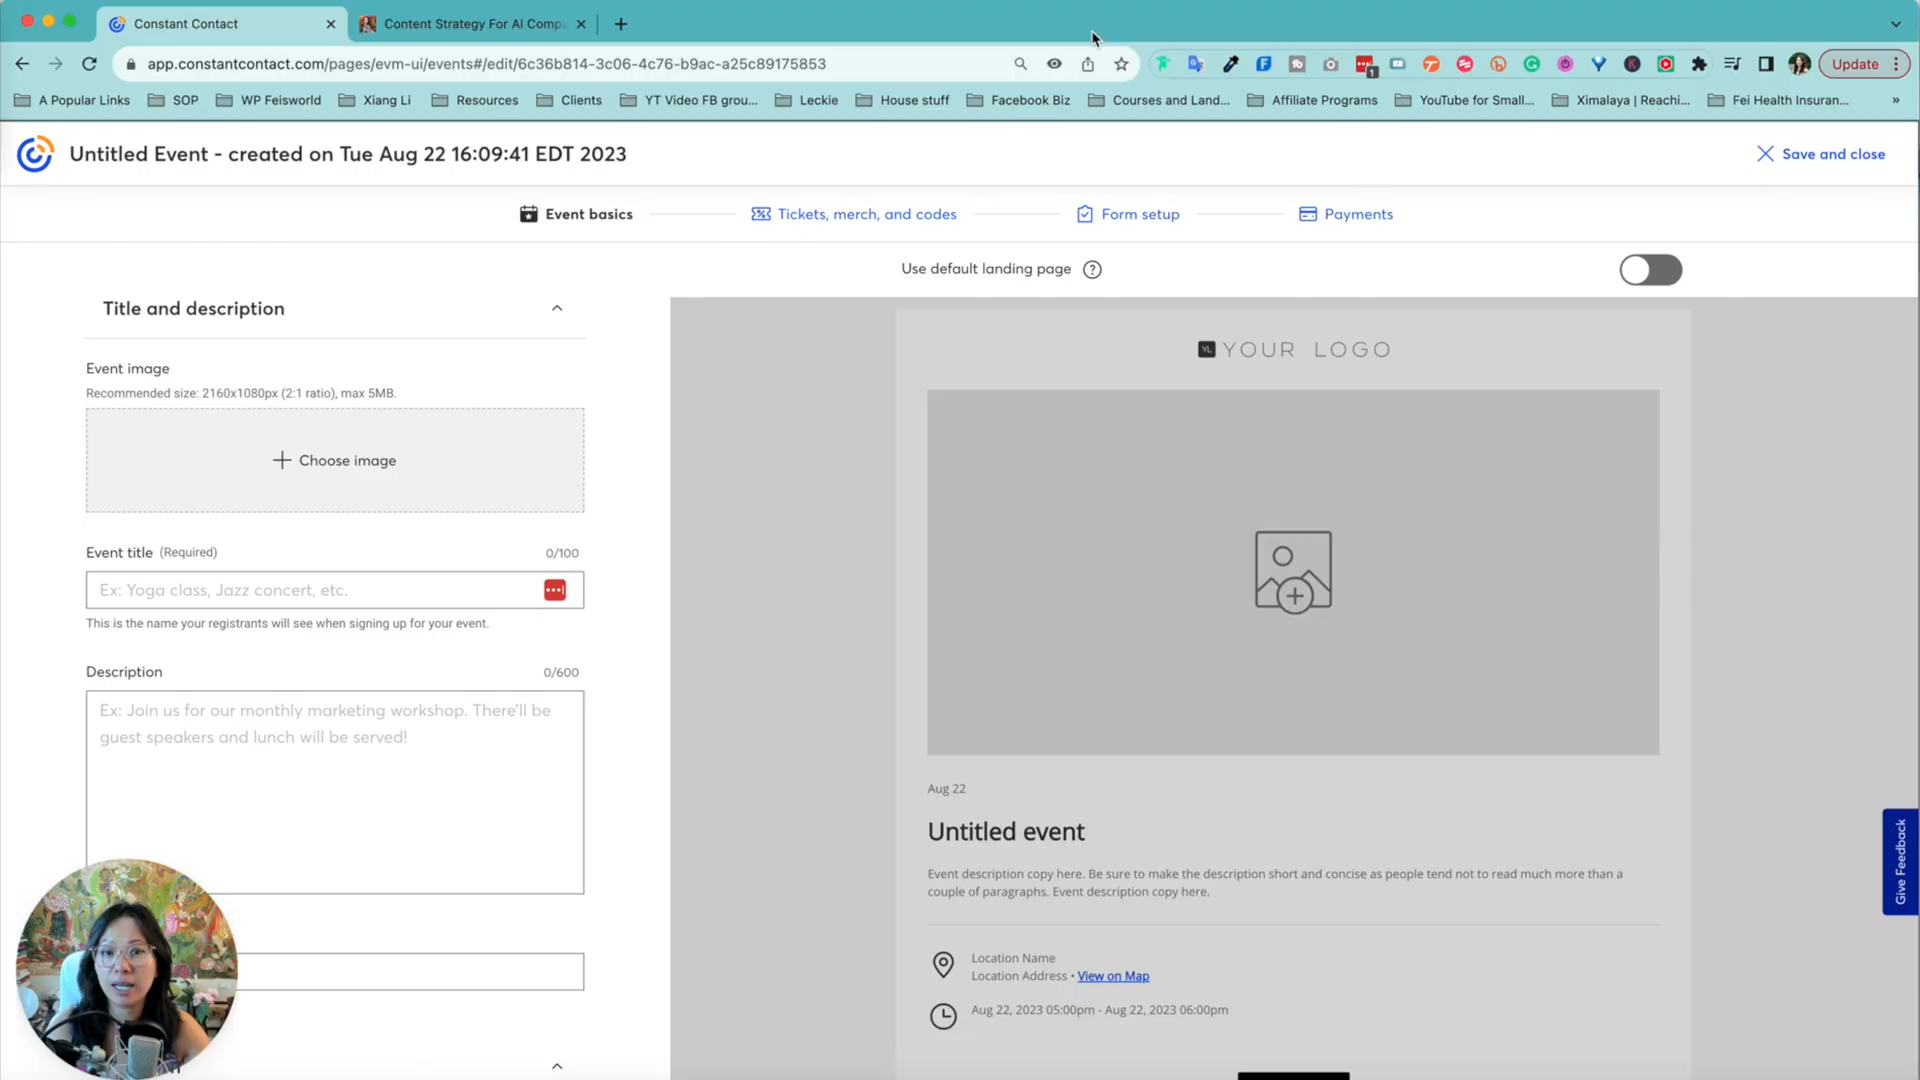 Constant Contact
Content Strategy For AI Comp
app.constantcontact.com/pages/evm-ui/events#/edit/6c36b814-3c06-4c76-b9ac-a25c89175853
Update
A Popular Links
SOP
WP Feisworld
Xiang Li
Resources
Clients
YT Video FB grou...
Leckie
House stuff
Facebook Biz
Courses and Land...
Affiliate Programs
YouTube for Small...
Ximalaya | Reachi...
Fei Health Insuran...
»
Untitled Event - created on Tue Aug 22 16:09:41 EDT 2023
Save and close
Event basics
Tickets, merch, and codes
Form setup
Payments
Use default landing page ?
Title and description
Event image
Recommended size: 2160x1080px (2:1 ratio), max 5MB.
Choose image
Event title (Required) 0/100
Ex: Yoga class, Jazz concert, etc.
This is the name your registrants will see when signing up for your event.
Description 0/600
Ex: Join us for our monthly marketing workshop. There'll be
guest speakers and lunch will be served!
YL YOUR LOGO
Aug 22
Untitled event
Event description copy here. Be sure to make the description short and concise as people tend not to read much more than a
couple of paragraphs. Event description copy here.
Location Name
Location Address • View on Map
Aug 22, 2023 05:00pm - Aug 22, 2023 06:00pm
Give Feedback